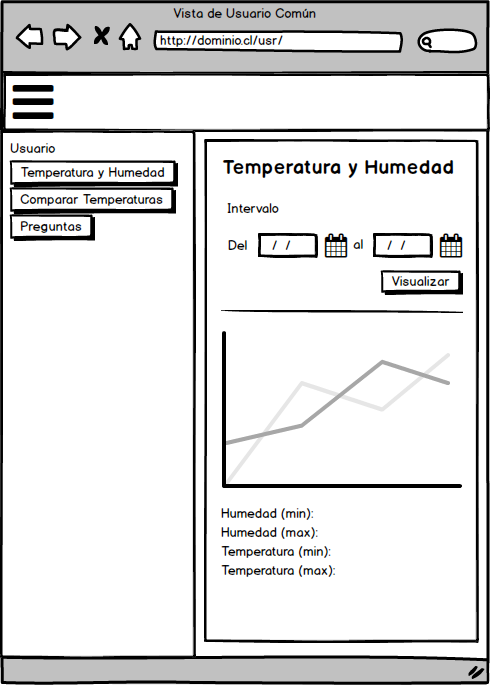 Vista de Usuario Común
http://dominio.cl/usr/
Usuario
Temperatura y Humedad
Comparar Temperaturas
Preguntas
Temperatura y Humedad
Intervalo
Del / / al / /
Visualizar
Humedad (min):
Humedad (max):
Temperatura (min):
Temperatura (max):